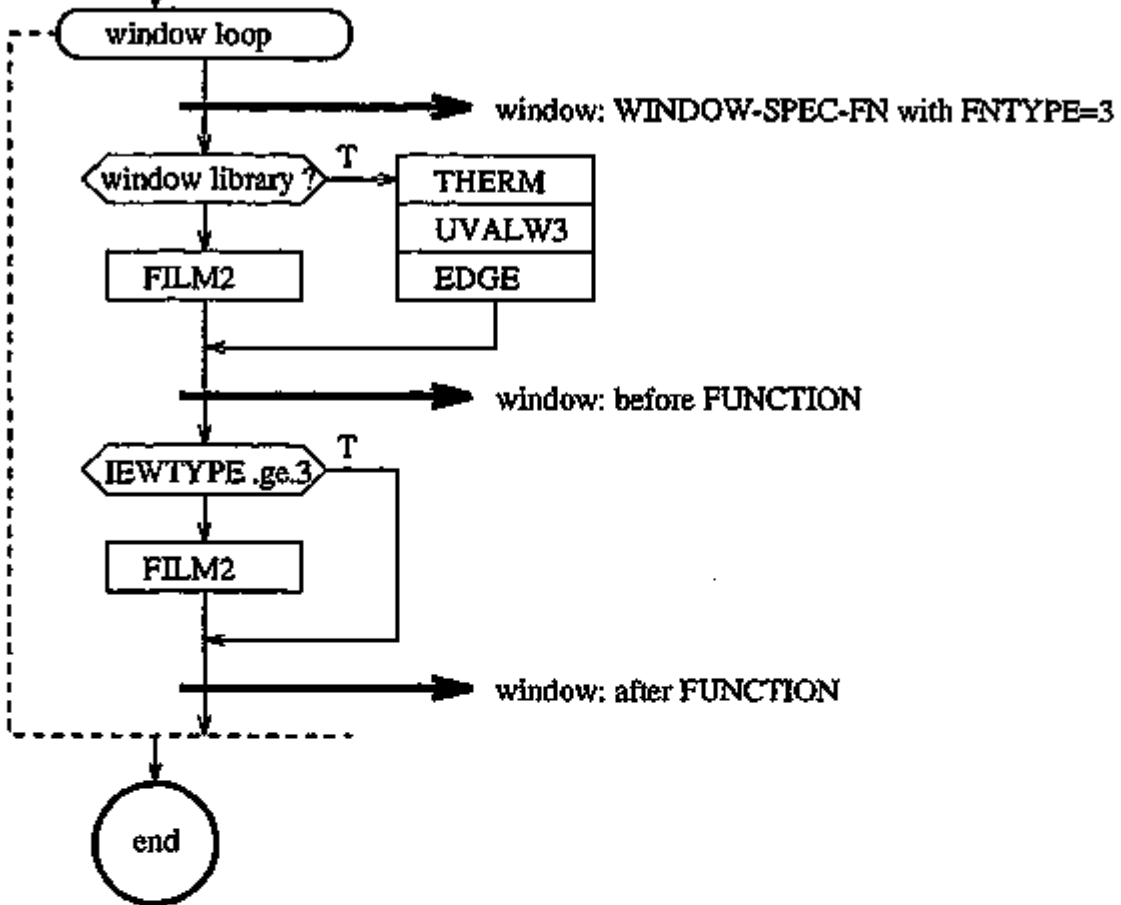 window loop
window: WINDOW-SPEC-FN with FNTYPE=3
window library ?
T
THERM
UVALW3
FILM2
EDGE
window: before FUNCTION
T
IEWTYPE .ge.3
FILM2
window: after FUNCTION
end